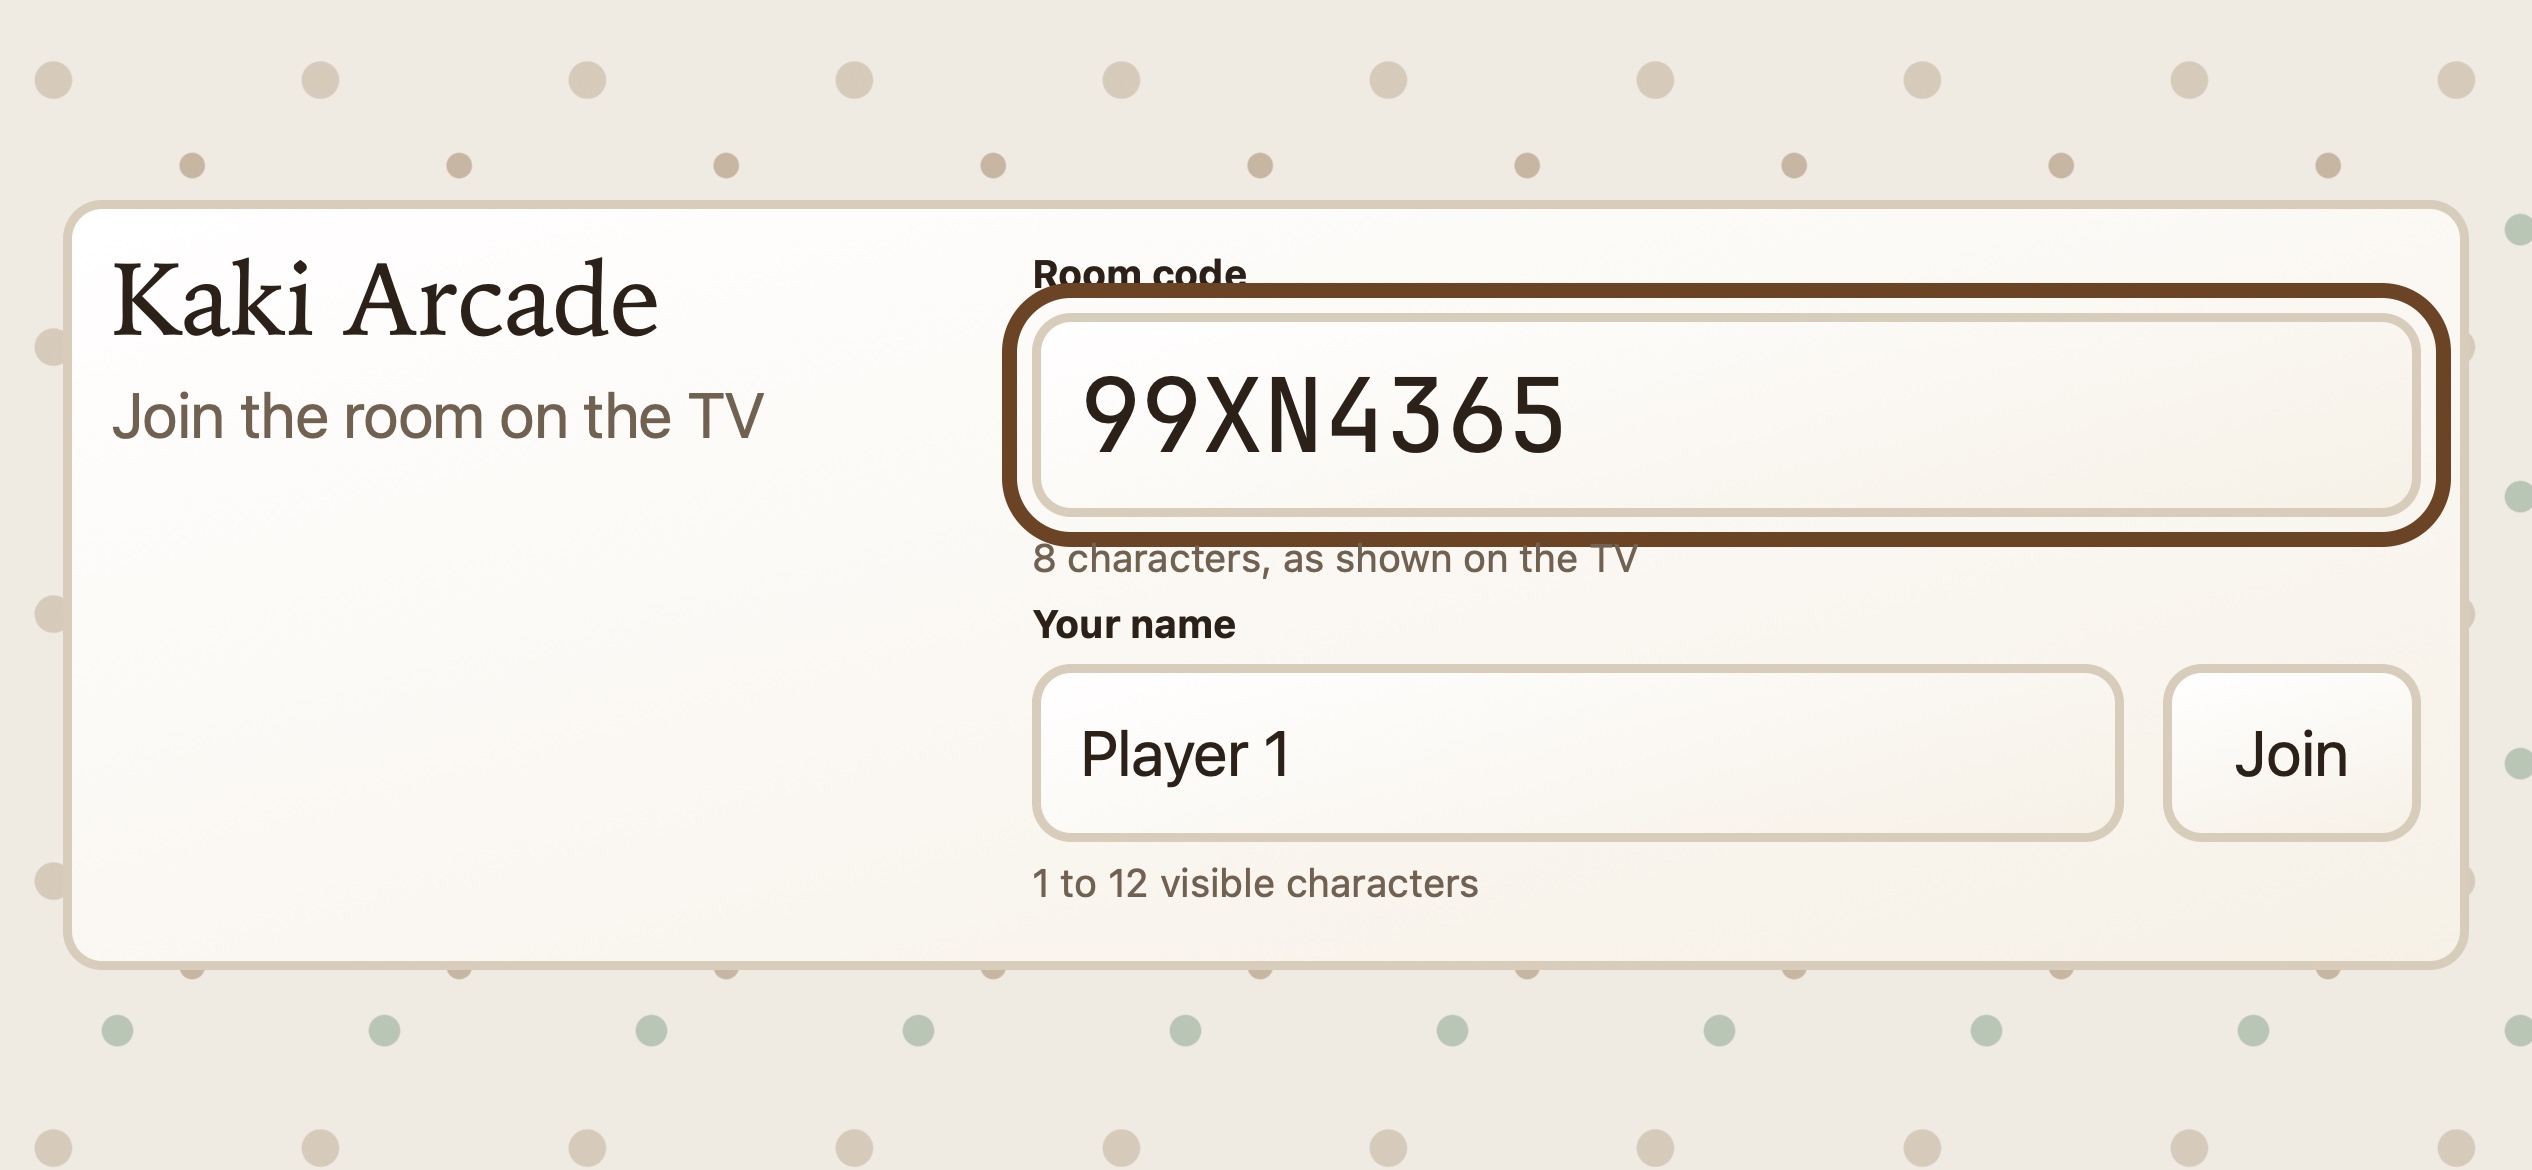 Kaki Arcade
Join the room on the TV
Room code
99XN4365
8 characters, as shown on the TV
Your name
Player 1
Join
1 to 12 visible characters